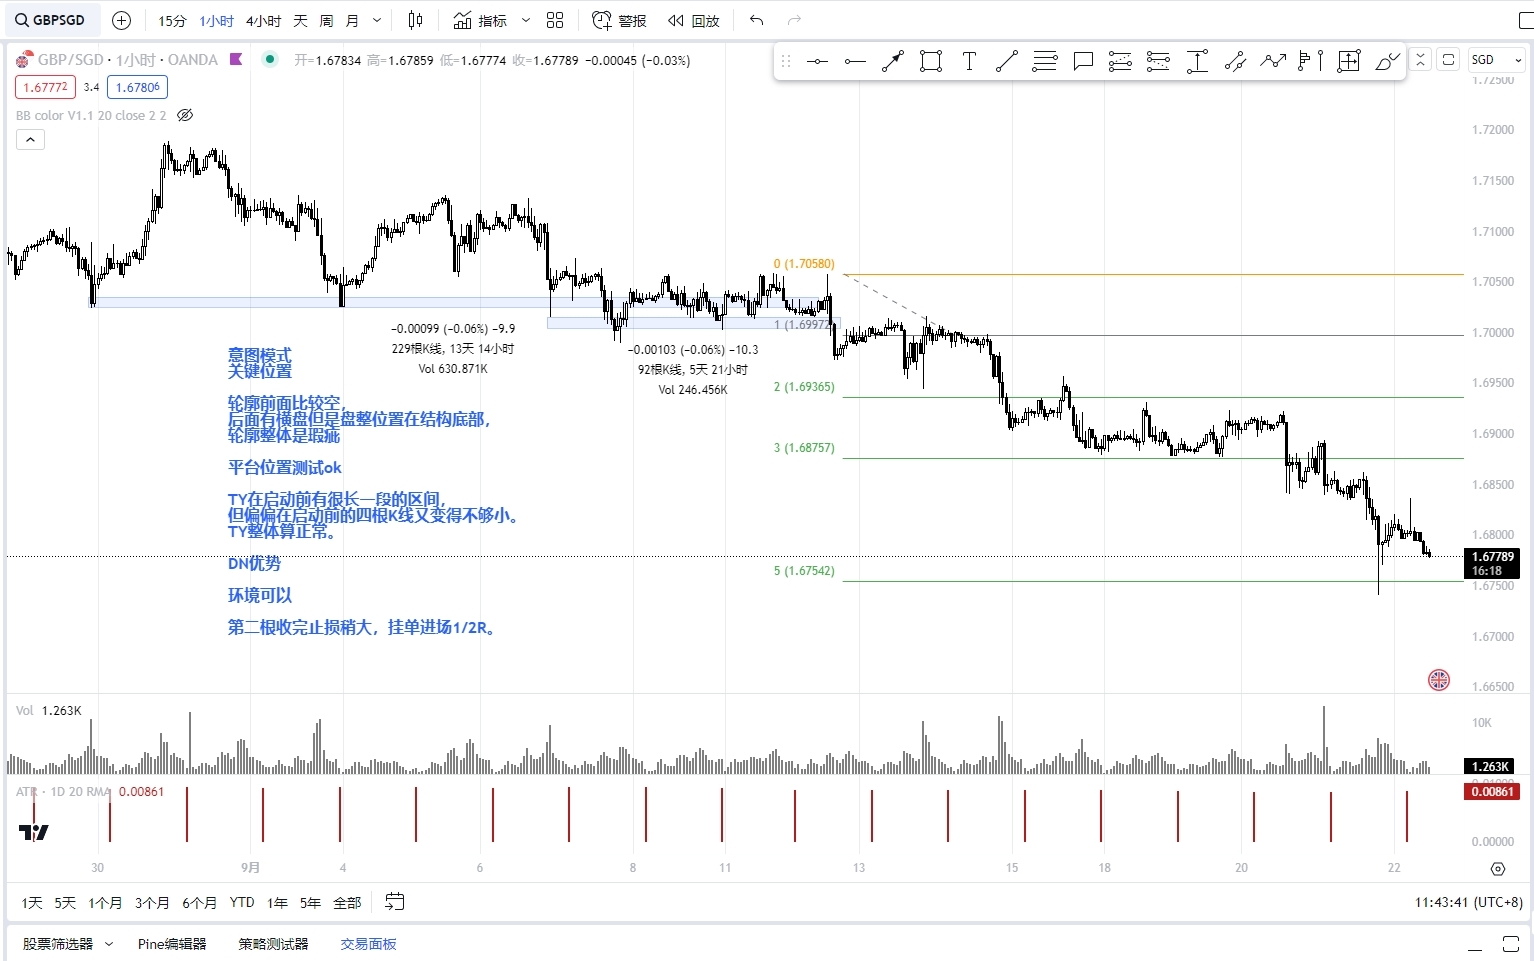 GBPSGD
15分 1小时 4小时 天 周 月
指标
警报
回放
GBP/SGD · 1小时 · OANDA
开=1.67834 高=1.67859 低=1.67774 收=1.67789 −0.00045 (−0.03%)
SGD
1.67772 3.4 1.67806
BB color V1.1 20 close 2 2
1.72500
1.72000
1.71500
1.71000
1.70500
1.70000
1.69500
1.69000
1.68500
1.68000
1.67789
16:18
1.67500
1.67000
1.66500
0 (1.70580)
1 (1.69972)
2 (1.69365)
3 (1.68757)
5 (1.67542)
−0.00099 (−0.06%) −9.9
229根K线, 13天 14小时
Vol 630.871K
−0.00103 (−0.06%) −10.3
92根K线, 5天 21小时
Vol 246.456K
意图模式
关键位置
轮廓前面比较空，
后面有横盘但是盘整位置在结构底部，
轮廓整体是瑕疵
平台位置测试ok
TY在启动前有很长一段的区间，
但偏偏在启动前的四根K线又变得不够小。
TY整体算正常。
DN优势
环境可以
第二根收完止损稍大，挂单进场1/2R。
Vol 1.263K
10K
1.263K
ATR · 1D 20 RMA 0.00861
0.00861
0.00000
30 9月 4 6 8 11 13 15 18 20 22
1天 5天 1个月 3个月 6个月 YTD 1年 5年 全部
11:43:41 (UTC+8)
股票筛选器 Pine编辑器 策略测试器 交易面板